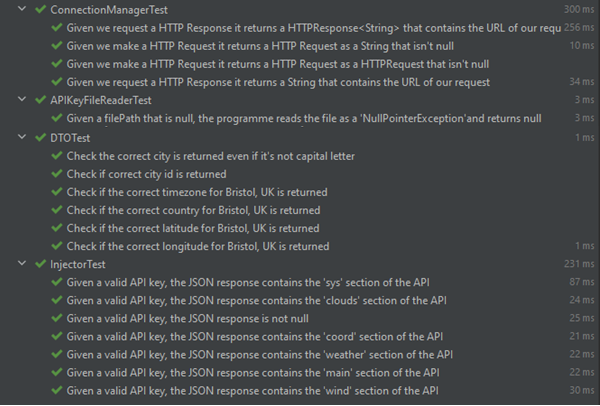 ConnectionManagerTest 300 ms
Given we request a HTTP Response it returns a HTTPResponse<String> that contains the URL of our requ 256 ms
Given we make a HTTP Request it returns a HTTP Request as a String that isn't null 10 ms
Given we make a HTTP Request it returns a HTTP Request as a HTTPRequest that isn't null
Given we request a HTTP Response it returns a String that contains the URL of our request 34 ms
APIKeyFileReaderTest 3 ms
Given a filePath that is null, the programme reads the file as a 'NullPointerException'and returns null 3 ms
DTOTest 1 ms
Check the correct city is returned even if it's not capital letter
Check if correct city id is returned
Check if the correct timezone for Bristol, UK is returned
Check if the correct country for Bristol, UK is returned
Check if the correct latitude for Bristol, UK is returned
Check if the correct longitude for Bristol, UK is returned 1 ms
InjectorTest 231 ms
Given a valid API key, the JSON response contains the 'sys' section of the API 87 ms
Given a valid API key, the JSON response contains the 'clouds' section of the API 24 ms
Given a valid API key, the JSON response is not null 25 ms
Given a valid API key, the JSON response contains the 'coord' section of the API 21 ms
Given a valid API key, the JSON response contains the 'weather' section of the API 22 ms
Given a valid API key, the JSON response contains the 'main' section of the API 22 ms
Given a valid API key, the JSON response contains the 'wind' section of the API 30 ms